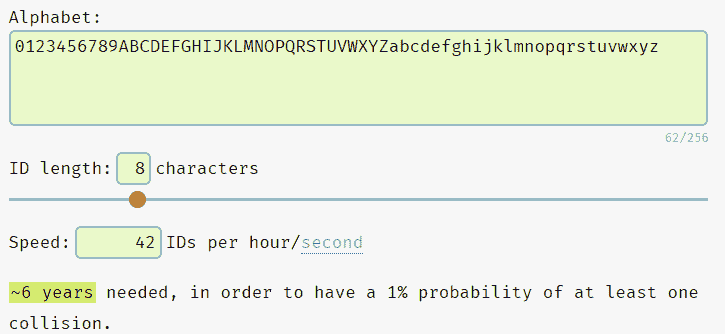 Alphabet:
0123456789ABCDEFGHIJKLMNOPQRSTUVWXYZabcdefghijklmnopqrstuvwxyz
62/256
ID length: 8 characters
Speed: 42 IDs per hour/second
~6 years needed, in order to have a 1% probability of at least one
collision.